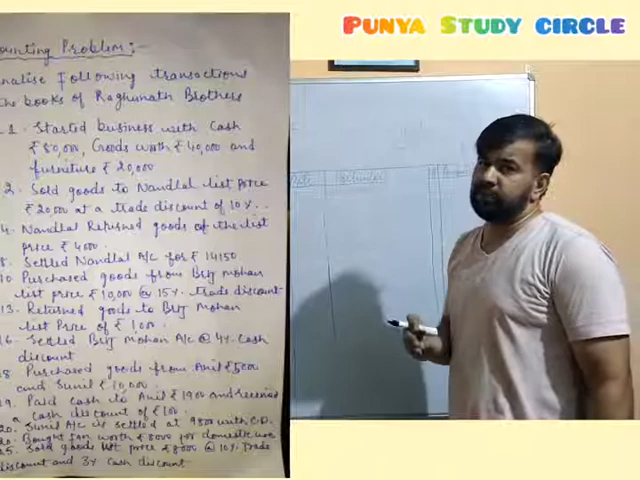 PUNYA STUDY CIRCLE
ounting Problem:-
nalise Following transactions
the books of Raghunath Brothers
1. Started business with Cash
₹ 80,000, Goods worth ₹ 40,000 and
furniture ₹ 20,000
2. Sold goods to Nandlal list Price
₹ 20,000 at a trade discount of 10%.
4. Nandlal Returned goods of the list
price ₹ 4000
8. Settled Nandlal A/c for ₹ 14150
10 Purchased goods from Brij mohan
list price ₹ 10,000 @ 15% trade discount
13. Returned goods to Brij Mohan
list Price of ₹ 1,000
16. Settled Brij mohan A/c @ 4% Cash
discount
18. Purchased goods from Anil ₹ 5000
and Sunil ₹ 10,000
19. Paid cash to Anil ₹ 1900 and received
a cash discount of ₹ 100
20. Sunil A/c is settled at 9800 with C.D.
Bought worth ₹ 8000 for domestic use
25. Sold goods list price ₹ 8000 @ 10% Trade
discount and 3% Cash discount